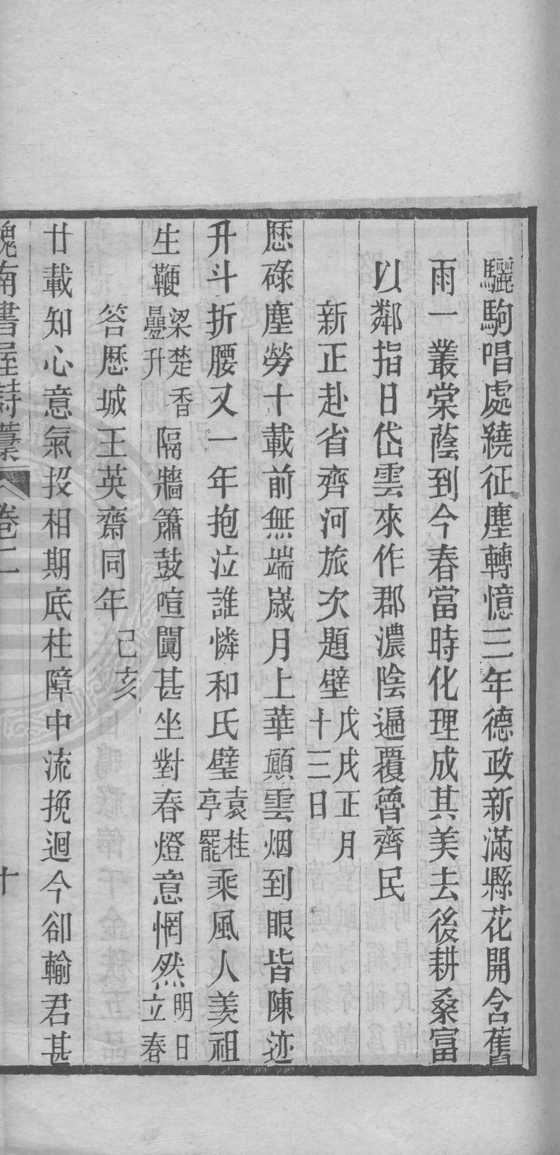 驪駒唱處繞征塵轉憶三年德政新滿縣花開含舊
雨一叢棠蔭到今春當時化理成其美去後耕桑富
以鄰指日岱雲來作郡濃陰遍覆魯齊民
新正赴省齊河旅次題壁戊戌正月十三日
歷碌塵勞十載前無端歲月上華顛雲烟到眼皆陳迹
升斗折腰又一年抱泣誰憐和氏璧袁桂亭罷乘風人羨祖
生鞭梁楚香疊升隔牆簫鼓喧闐甚坐對春燈意惘然明日立春
答歷城王英齋同年己亥
廿載知心意氣投相期底柱障中流挽迴今卻輸君甚
槐南書屋詩藁 卷二 十